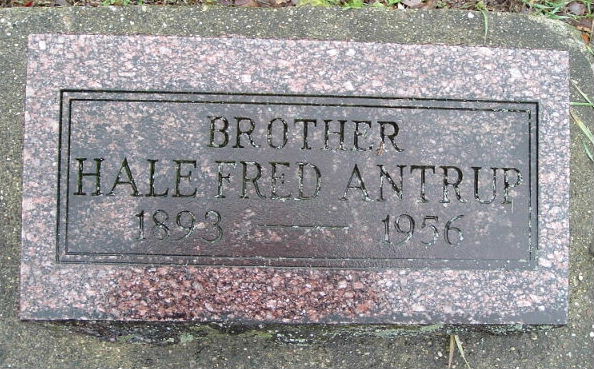 BROTHER
HALE FRED ANTRUP
1893 — 1956